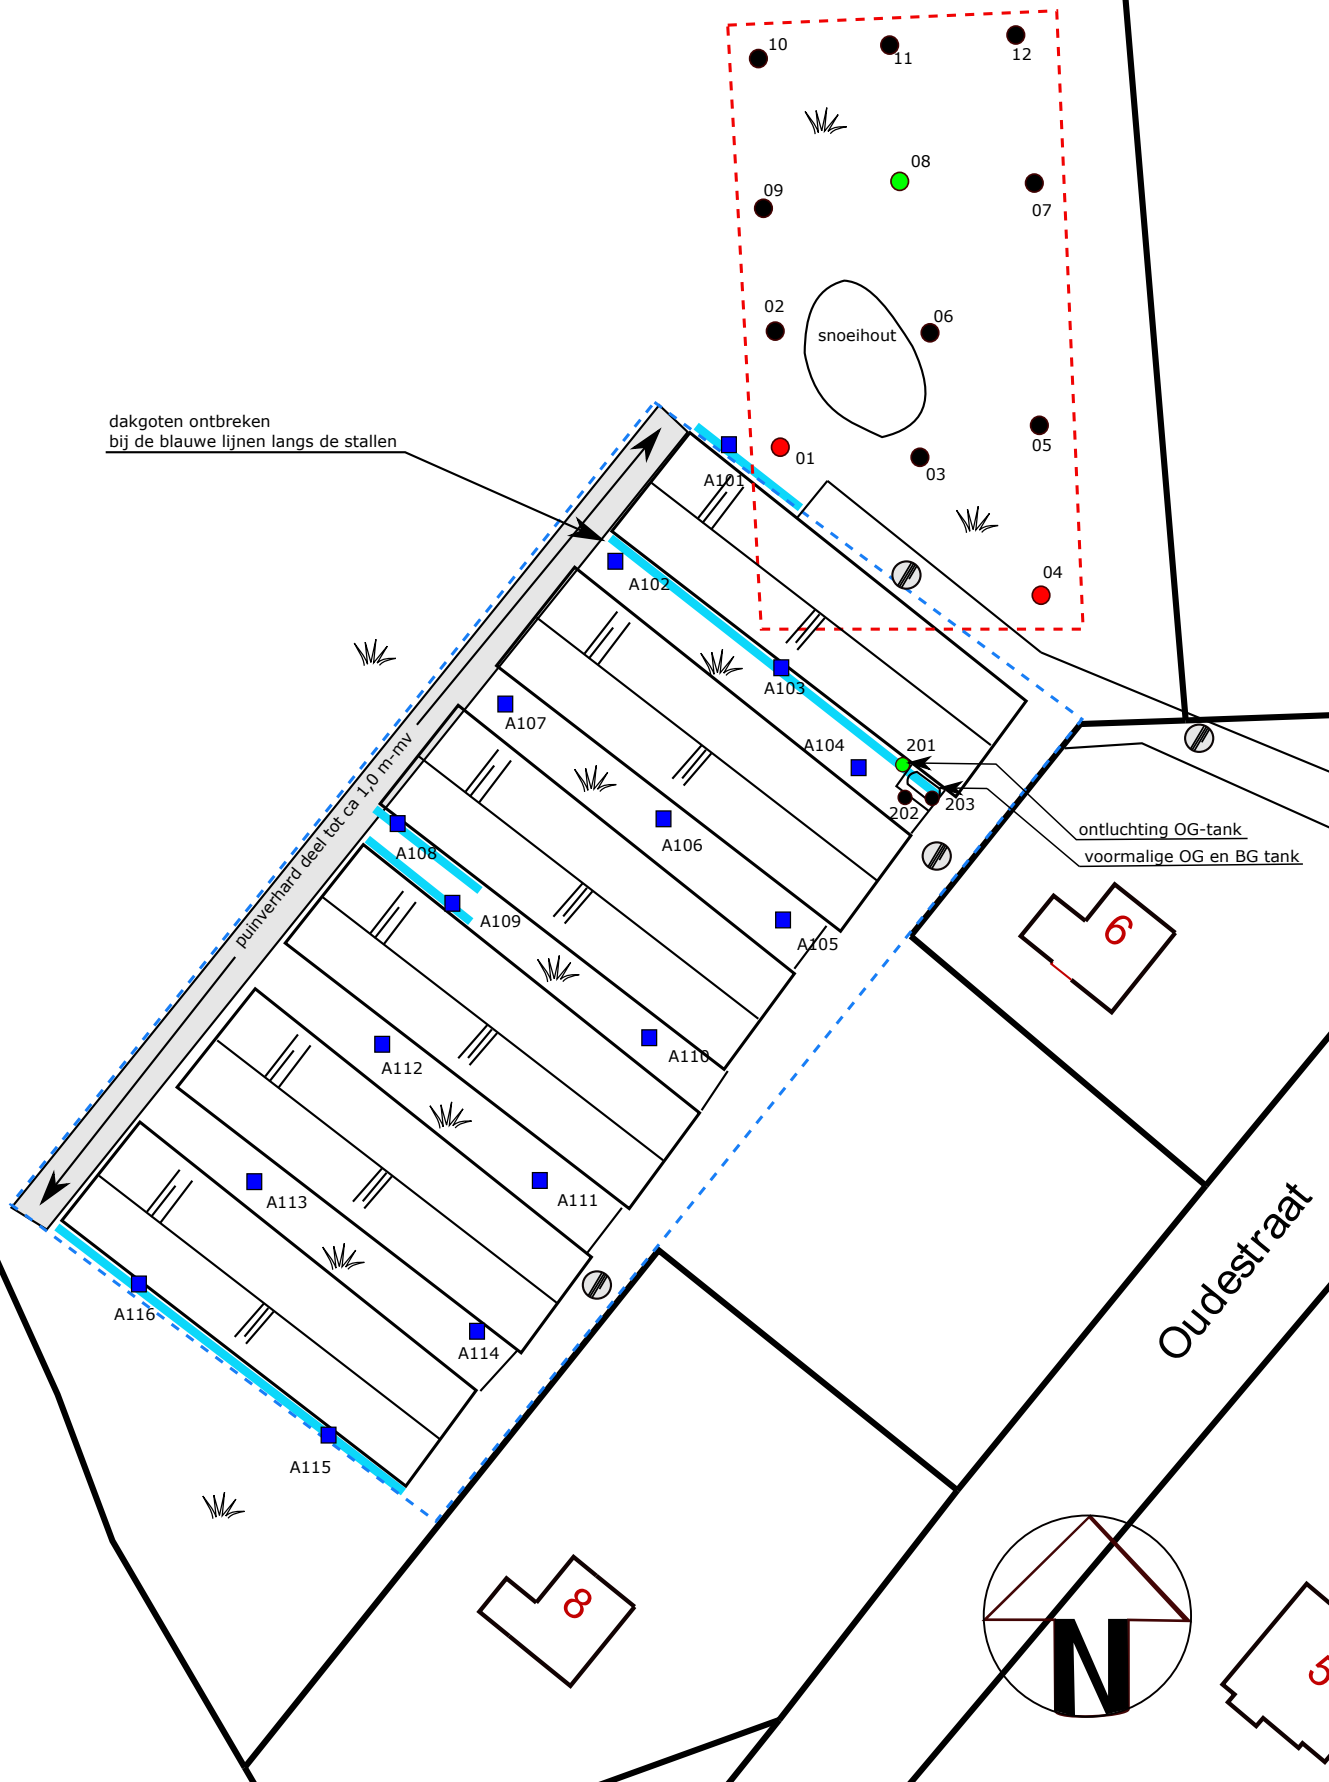 10
11
12
08
09
07
02
06
snoeihout
05
01
03
dakgoten ontbreken
bij de blauwe lijnen langs de stallen
A101
04
A102
A103
A107
A104
201
202
203
ontluchting OG-tank
voormalige OG en BG tank
puinverhard deel tot ca 1,0 m-mv
A106
A108
A109
A105
6
A110
A112
A111
A113
Oudestraat
A116
A114
A115
8
N
5